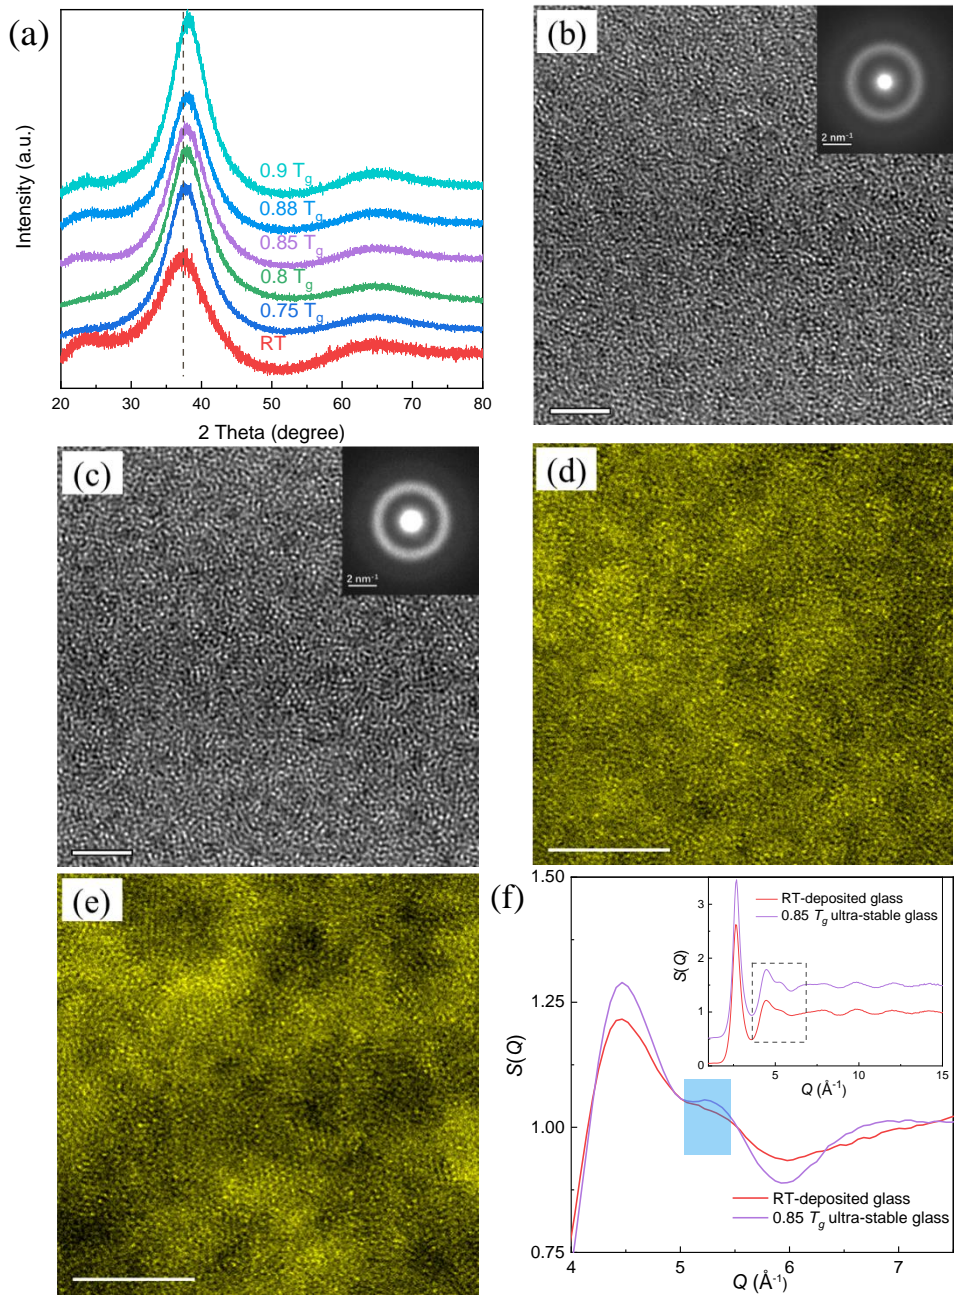 (a)
Intensity (a.u.)
0.9 Tg
0.88 Tg
0.85 Tg
0.8 Tg
0.75 Tg
RT
20 30 40 50 60 70 80
2 Theta (degree)
(b)
2 nm-1
(c)
2 nm-1
(d)
(e)
(f)
1.50
1.25
1.00
0.75
S(Q)
4 5 6 7
Q (Å-1)
RT-deposited glass
0.85 Tg ultra-stable glass
3
2
1
0
S(Q)
5 10 15
Q (Å-1)
RT-deposited glass
0.85 Tg ultra-stable glass